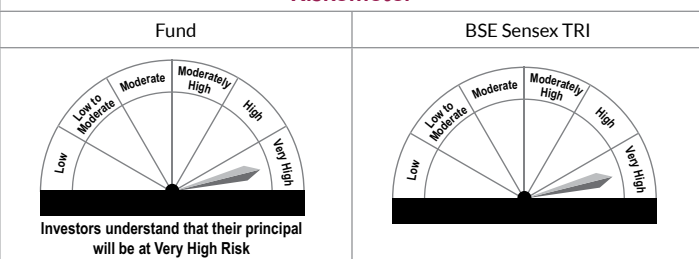 Fund
BSE Sensex TRI
Low
Low to
Moderate
Moderate
Moderately
High
High
Very High
Low
Low to
Moderate
Moderate
Moderately
High
High
Very High
Investors understand that their principal
will be at Very High Risk